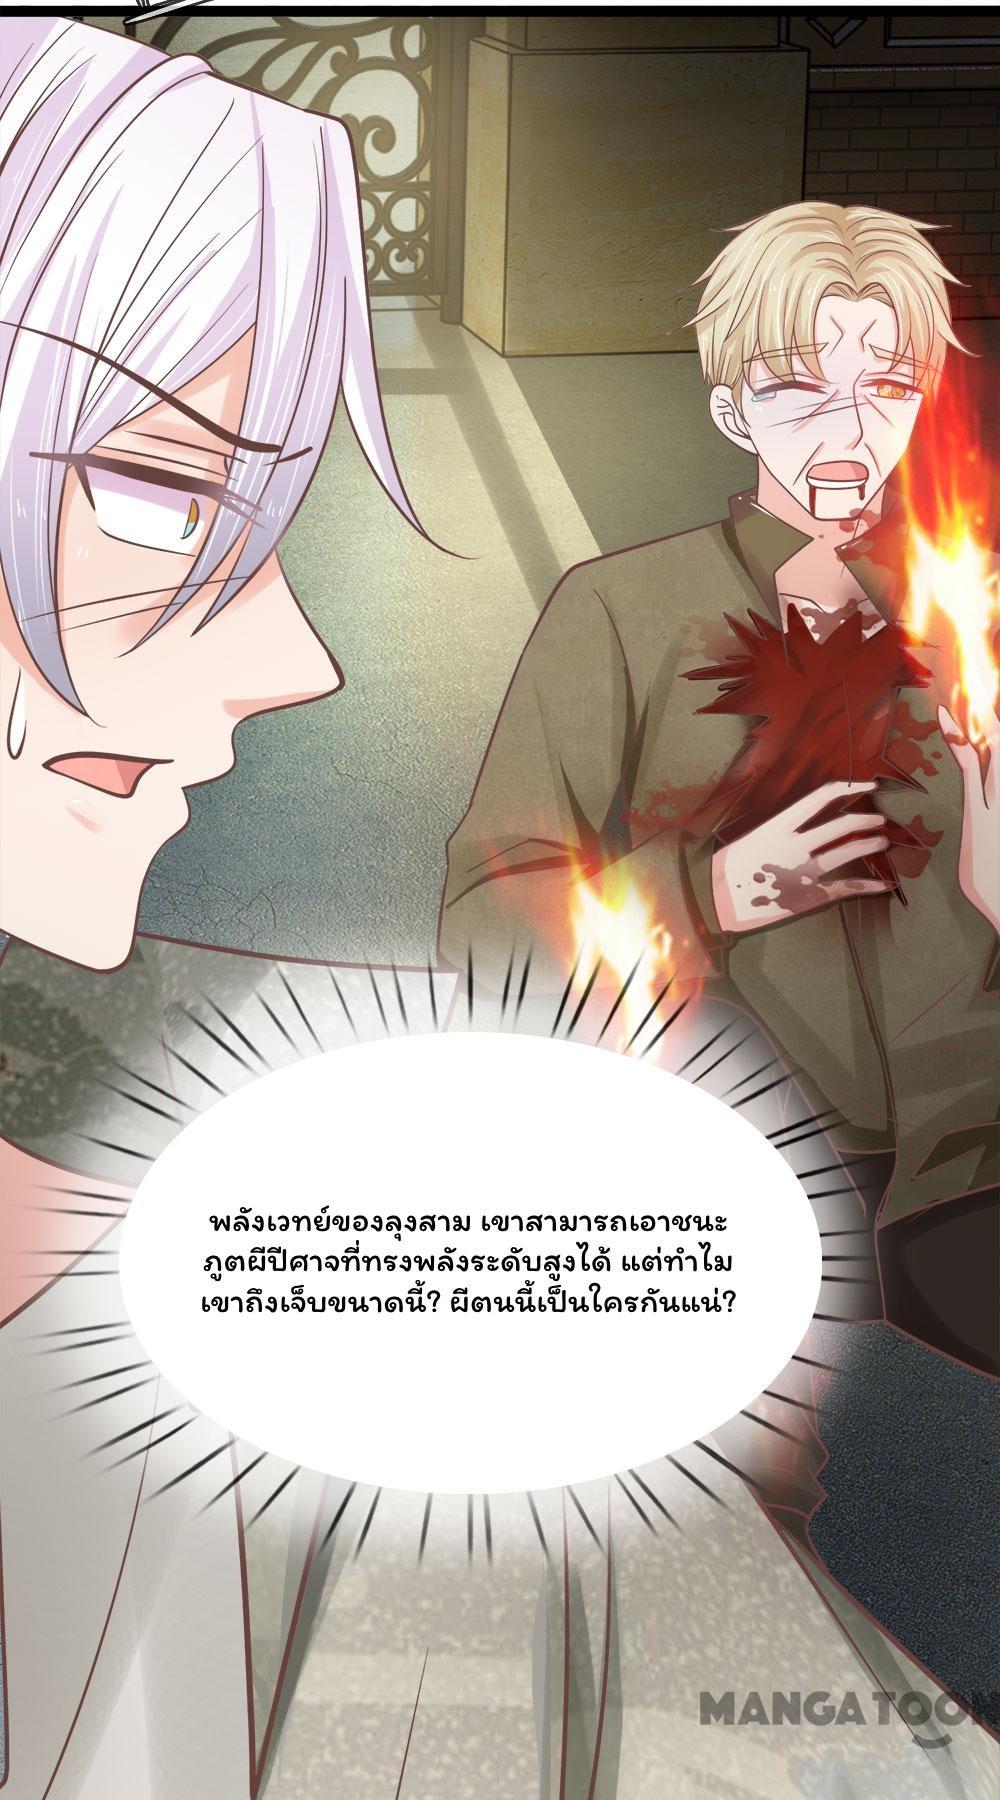 พลังเวทย์ของลุงสาม เขาสามารถเอาชนะ
ภูตผีปีศาจที่ทรงพลังระดับสูงได้ แต่ทำไม
เขาถึงเจ็บขนาดนี้? ผีตนนี้เป็นใครกันแน่?
MANGA TOON